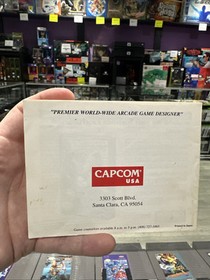 "PREMIER WORLD-WIDE ARCADE GAME DESIGNER"
CAPCOM
USA
3303 Scott Blvd.
Santa Clara, CA 95054